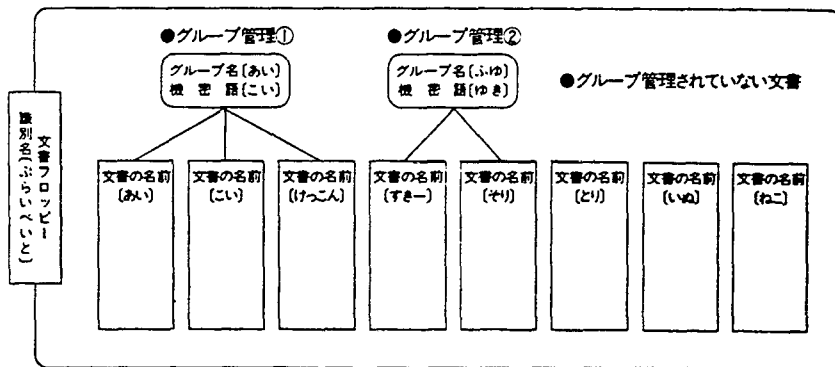 ●グループ管理①
グループ名〔あい〕
機密語〔こい〕
●グループ管理②
グループ名〔ふゆ〕
機密語〔ゆき〕
●グループ管理されていない文書
文書フロッピー
識別名〔ぷらいべいと〕
文書の名前
〔あい〕
文書の名前
〔こい〕
文書の名前
〔けっこん〕
文書の名前
〔すきー〕
文書の名前
〔そり〕
文書の名前
〔とり〕
文書の名前
〔いぬ〕
文書の名前
〔ねこ〕